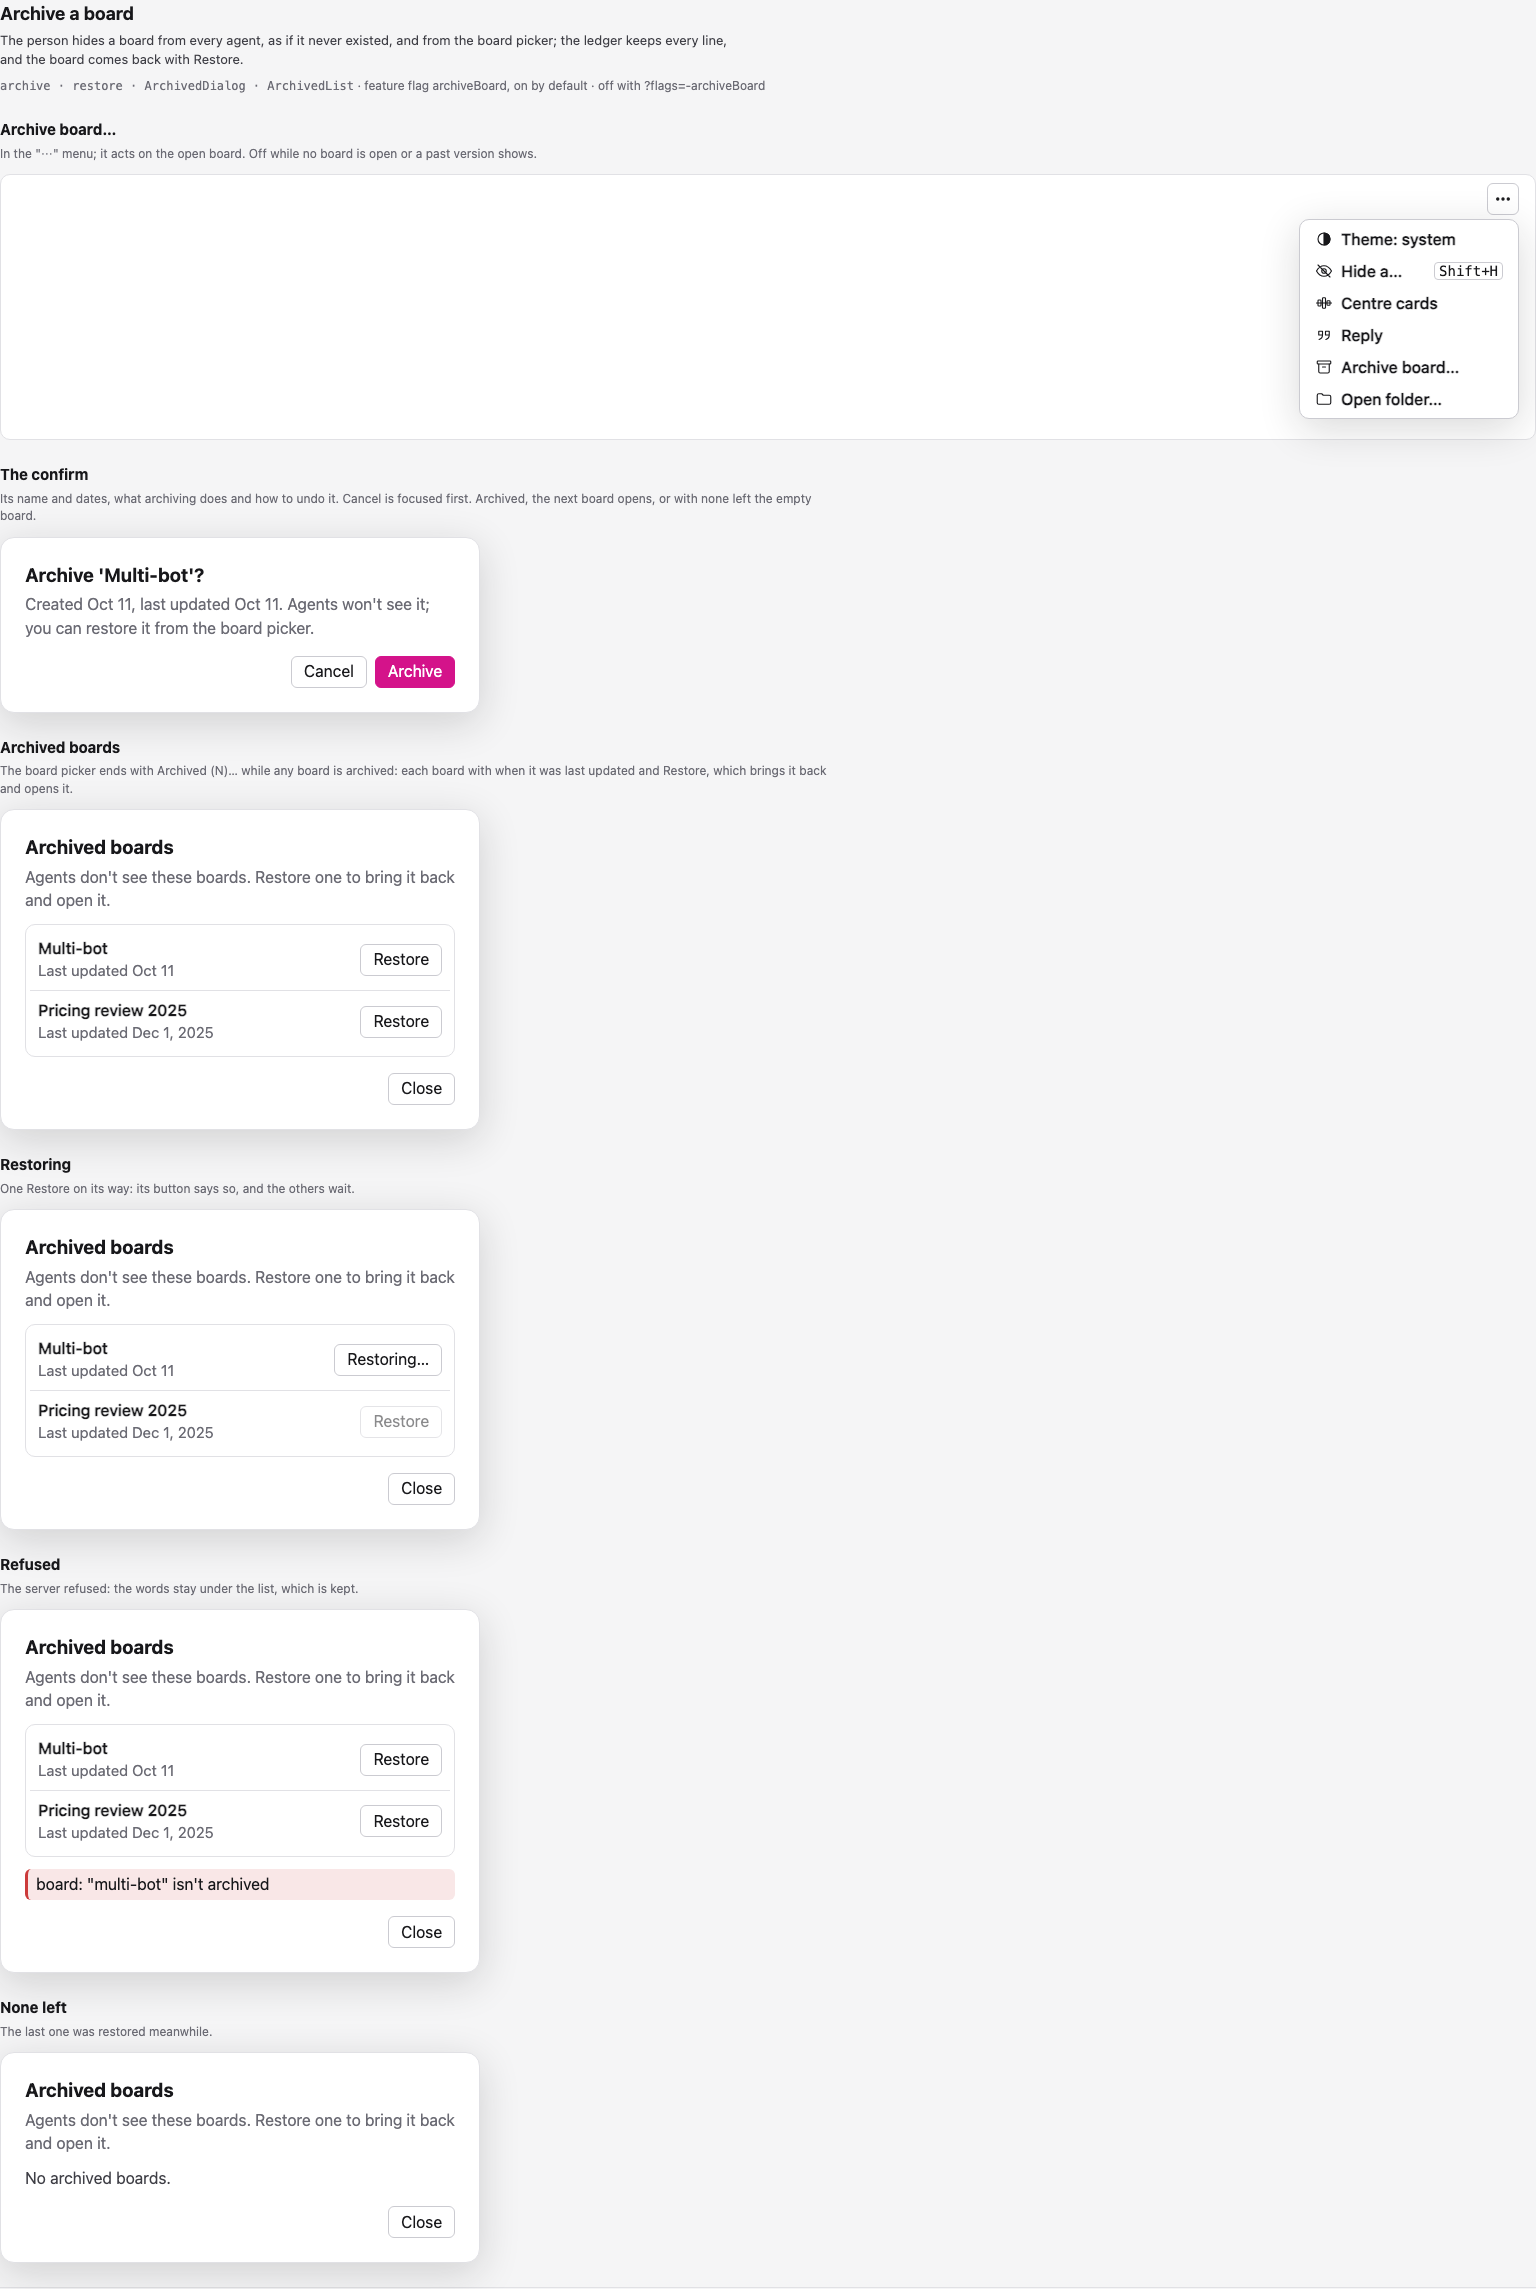 Archive a board
The person hides a board from every agent, as if it never existed, and from the board picker; the ledger keeps every line,
and the board comes back with Restore.
archive · restore · ArchivedDialog · ArchivedList · feature flag archiveBoard, on by default · off with ?flags=-archiveBoard
Archive board...
In the "···" menu; it acts on the open board. Off while no board is open or a past version shows.
Theme: system
Hide a... Shift+H
Centre cards
Reply
Archive board...
Open folder...
The confirm
Its name and dates, what archiving does and how to undo it. Cancel is focused first. Archived, the next board opens, or with none left the empty
board.
Archive 'Multi-bot'?
Created Oct 11, last updated Oct 11. Agents won't see it;
you can restore it from the board picker.
Cancel Archive
Archived boards
The board picker ends with Archived (N)... while any board is archived: each board with when it was last updated and Restore, which brings it back
and opens it.
Archived boards
Agents don't see these boards. Restore one to bring it back
and open it.
Multi-bot
Last updated Oct 11
Restore
Pricing review 2025
Last updated Dec 1, 2025
Restore
Close
Restoring
One Restore on its way: its button says so, and the others wait.
Archived boards
Agents don't see these boards. Restore one to bring it back
and open it.
Multi-bot
Last updated Oct 11
Restoring...
Pricing review 2025
Last updated Dec 1, 2025
Restore
Close
Refused
The server refused: the words stay under the list, which is kept.
Archived boards
Agents don't see these boards. Restore one to bring it back
and open it.
Multi-bot
Last updated Oct 11
Restore
Pricing review 2025
Last updated Dec 1, 2025
Restore
board: "multi-bot" isn't archived
Close
None left
The last one was restored meanwhile.
Archived boards
Agents don't see these boards. Restore one to bring it back
and open it.
No archived boards.
Close